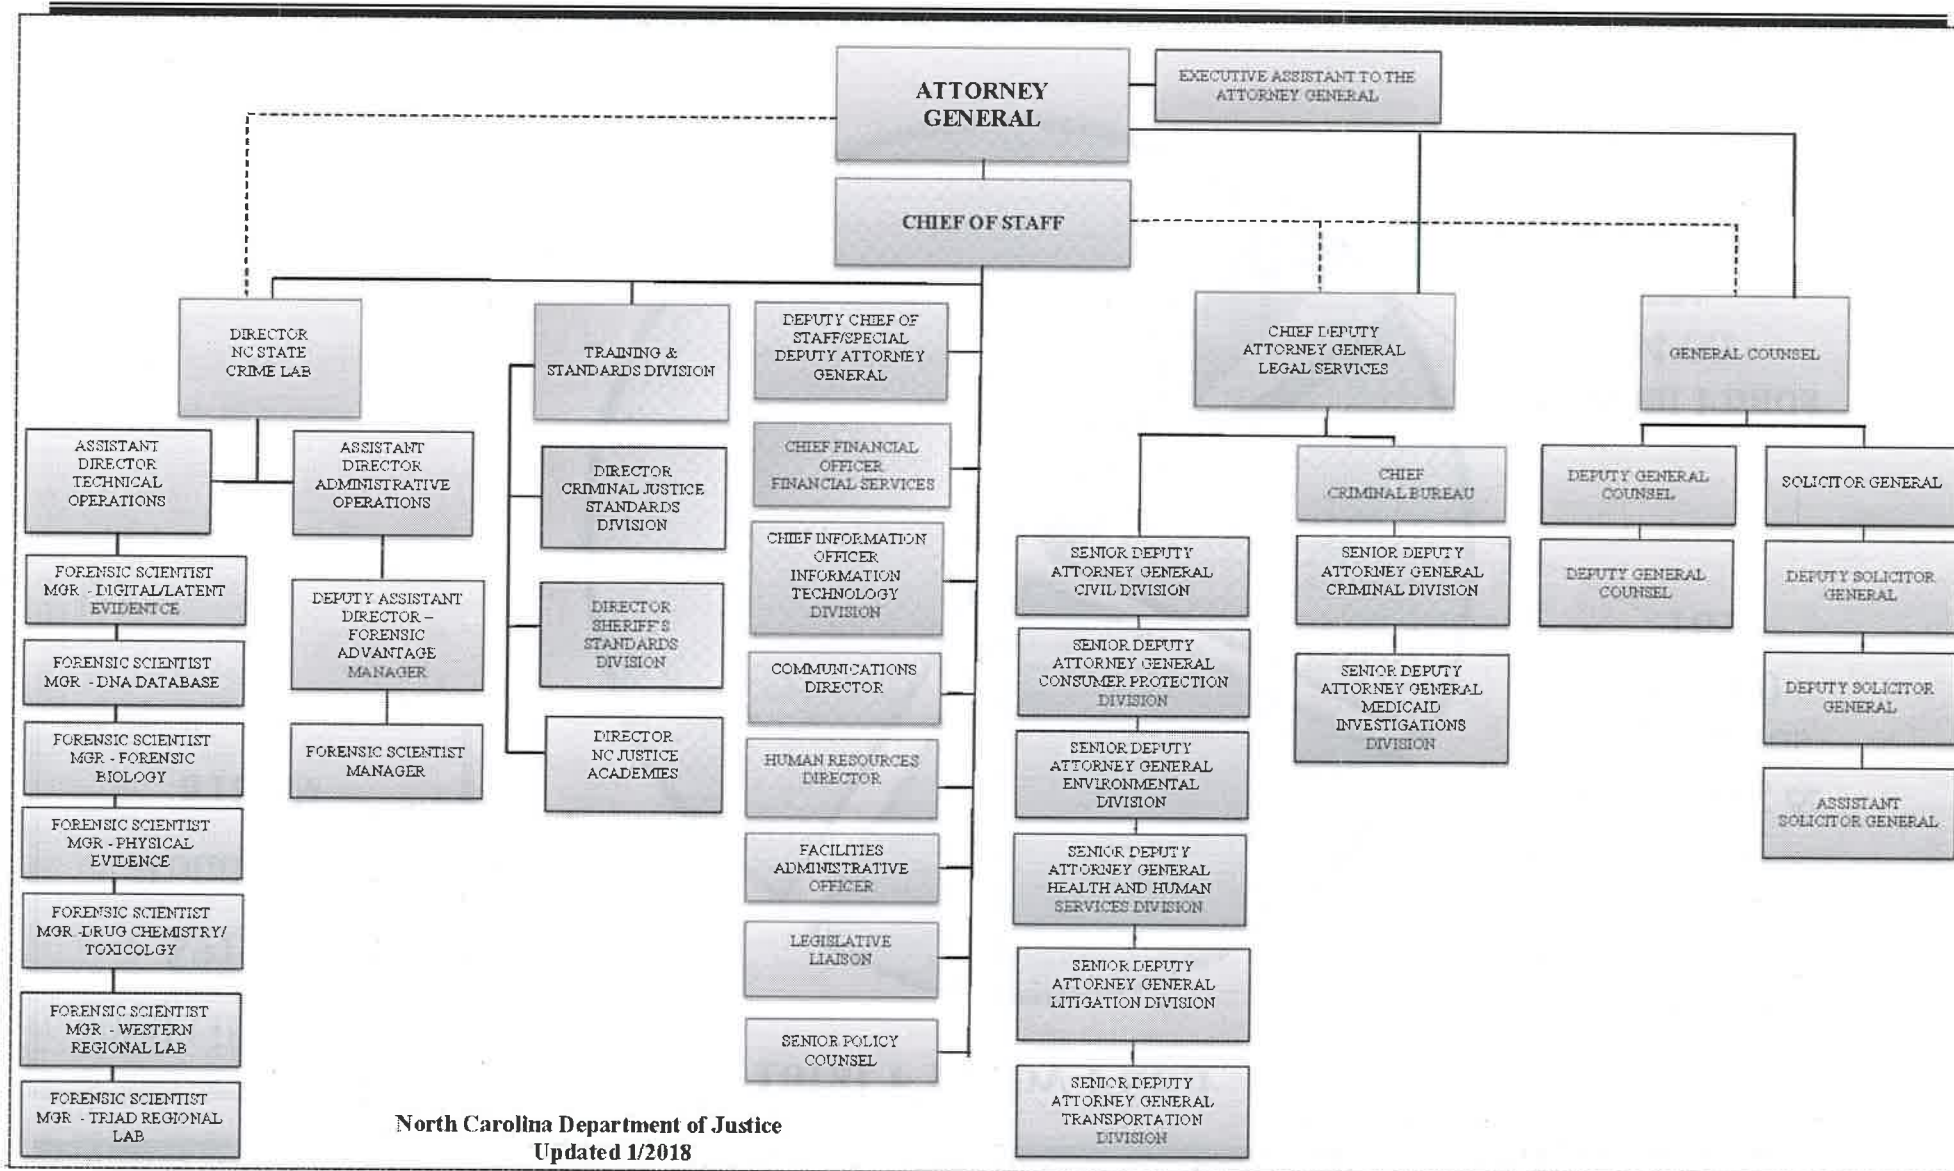 ATTORNEY
GENERAL
EXECUTIVE ASSISTANT TO THE
ATTORNEY GENERAL
CHIEF OF STAFF
DIRECTOR
NC STATE
CRIME LAB
ASSISTANT
DIRECTOR
TECHNICAL
OPERATIONS
ASSISTANT
DIRECTOR
ADMINISTRATIVE
OPERATIONS
FORENSIC SCIENTIST
MGR - DIGITAL/LATENT
EVIDENTCE
FORENSIC SCIENTIST
MGR - DNA DATABASE
FORENSIC SCIENTIST
MGR - FORENSIC
BIOLOGY
FORENSIC SCIENTIST
MGR - PHYSICAL
EVIDENCE
FORENSIC SCIENTIST
MGR -DRUG CHEMISTRY/
TOXICOLGY
FORENSIC SCIENTIST
MGR - WESTERN
REGIONAL LAB
FORENSIC SCIENTIST
MGR - TRIAD REGIONAL
LAB
DEPUTY ASSISTANT
DIRECTOR –
FORENSIC
ADVANTAGE
MANAGER
FORENSIC SCIENTIST
MANAGER
TRAINING &
STANDARDS DIVISION
DIRECTOR
CRIMINAL JUSTICE
STANDARDS
DIVISION
DIRECTOR
SHERIFF'S
STANDARDS
DIVISION
DIRECTOR
NC JUSTICE
ACADEMIES
DEPUTY CHIEF OF
STAFF/SPECIAL
DEPUTY ATTORNEY
GENERAL
CHIEF FINANCIAL
OFFICER
FINANCIAL SERVICES
CHIEF INFORMATION
OFFICER
INFORMATION
TECHNOLOGY
DIVISION
COMMUNICATIONS
DIRECTOR
HUMAN RESOURCES
DIRECTOR
FACILITIES
ADMINISTRATIVE
OFFICER
LEGISLATIVE
LIAISON
SENIOR POLICY
COUNSEL
CHIEF DEPUTY
ATTORNEY GENERAL
LEGAL SERVICES
SENIOR DEPUTY
ATTORNEY GENERAL
CIVIL DIVISION
SENIOR DEPUTY
ATTORNEY GENERAL
CONSUMER PROTECTION
DIVISION
SENIOR DEPUTY
ATTORNEY GENERAL
ENVIRONMENTAL
DIVISION
SENIOR DEPUTY
ATTORNEY GENERAL
HEALTH AND HUMAN
SERVICES DIVISION
SENIOR DEPUTY
ATTORNEY GENERAL
LITIGATION DIVISION
SENIOR DEPUTY
ATTORNEY GENERAL
TRANSPORTATION
DIVISION
CHIEF
CRIMINAL BUREAU
SENIOR DEPUTY
ATTORNEY GENERAL
CRIMINAL DIVISION
SENIOR DEPUTY
ATTORNEY GENERAL
MEDICAID
INVESTIGATIONS
DIVISION
GENERAL COUNSEL
DEPUTY GENERAL
COUNSEL
DEPUTY GENERAL
COUNSEL
SOLICITOR GENERAL
DEPUTY SOLICITOR
GENERAL
DEPUTY SOLICITOR
GENERAL
ASSISTANT
SOLICITOR GENERAL
North Carolina Department of Justice
Updated 1/2018